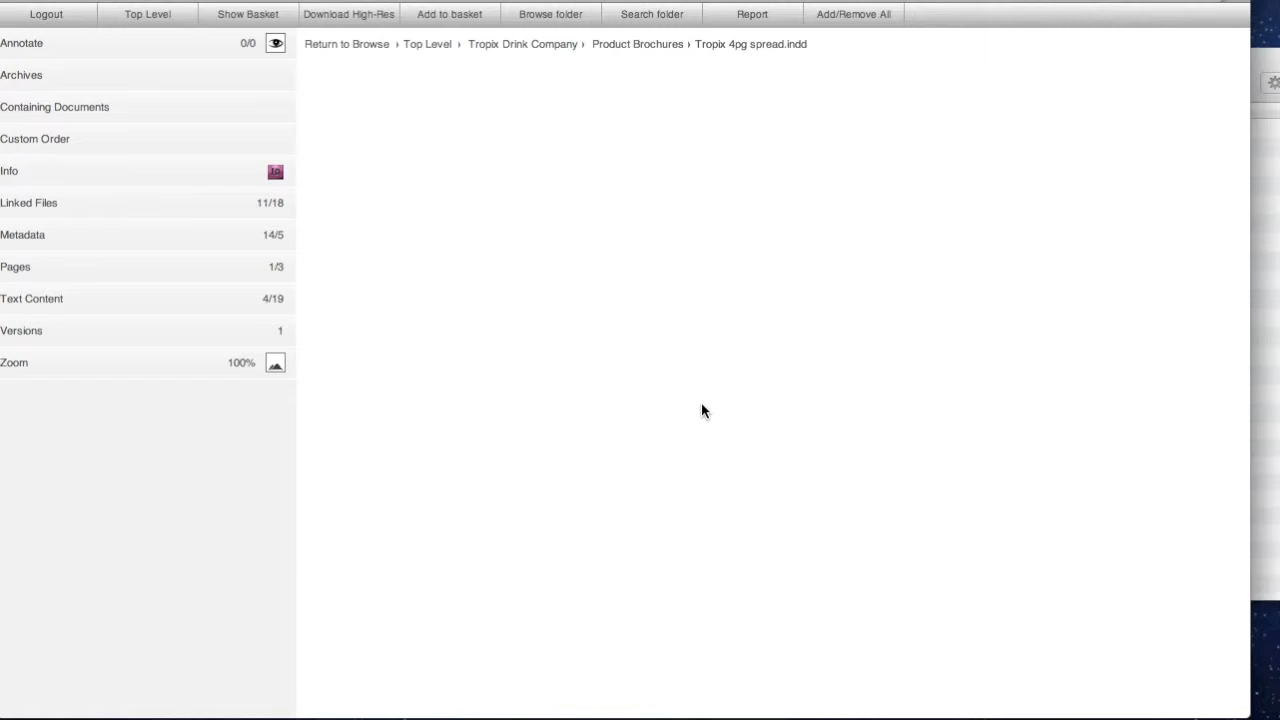 Logout Top Level Show Basket Download High-Res Add to basket Browse folder Search folder Report Add/Remove All
Return to Browse › Top Level › Tropix Drink Company › Product Brochures › Tropix 4pg spread.indd
Annotate 0/0
Archives
Containing Documents
Custom Order
Info
Linked Files 11/18
Metadata 14/5
Pages 1/3
Text Content 4/19
Versions 1
Zoom 100%